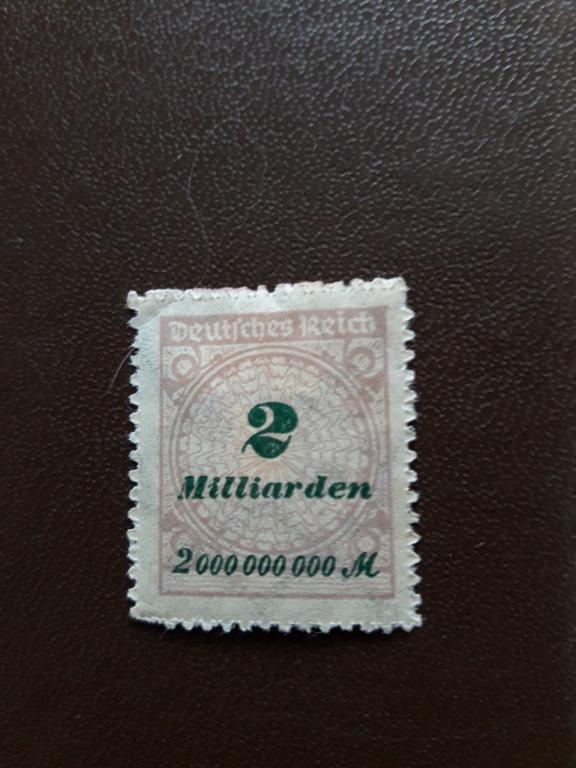 Deutsches Reich
2
Milliarden
2 000 000 000 M